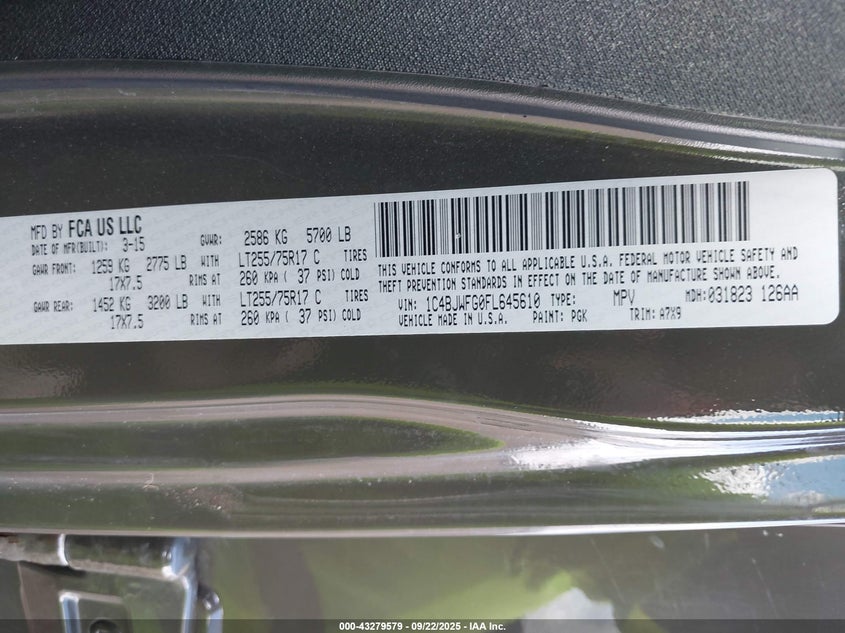 MFD BY FCA US LLC
DATE OF MFR(BUILT): 3-15 GVWR: 2586 KG 5700 LB
GAWR FRONT: 1259 KG 2775 LB WITH LT255/75R17 C TIRES
17X7.5 RIMS AT 260 KPA ( 37 PSI) COLD
GAWR REAR: 1452 KG 3200 LB WITH LT255/75R17 C TIRES
17X7.5 RIMS AT 260 KPA ( 37 PSI) COLD
THIS VEHICLE CONFORMS TO ALL APPLICABLE U.S.A. FEDERAL MOTOR VEHICLE SAFETY AND
THEFT PREVENTION STANDARDS IN EFFECT ON THE DATE OF MANUFACTURE SHOWN ABOVE.
VIN: 1C4BJWFG0FL645610 TYPE: MPV MDH: 031823 126AA
VEHICLE MADE IN U.S.A. PAINT: PGK TRIM: A7X9
000-43279579 - 09/22/2025 - IAA Inc.